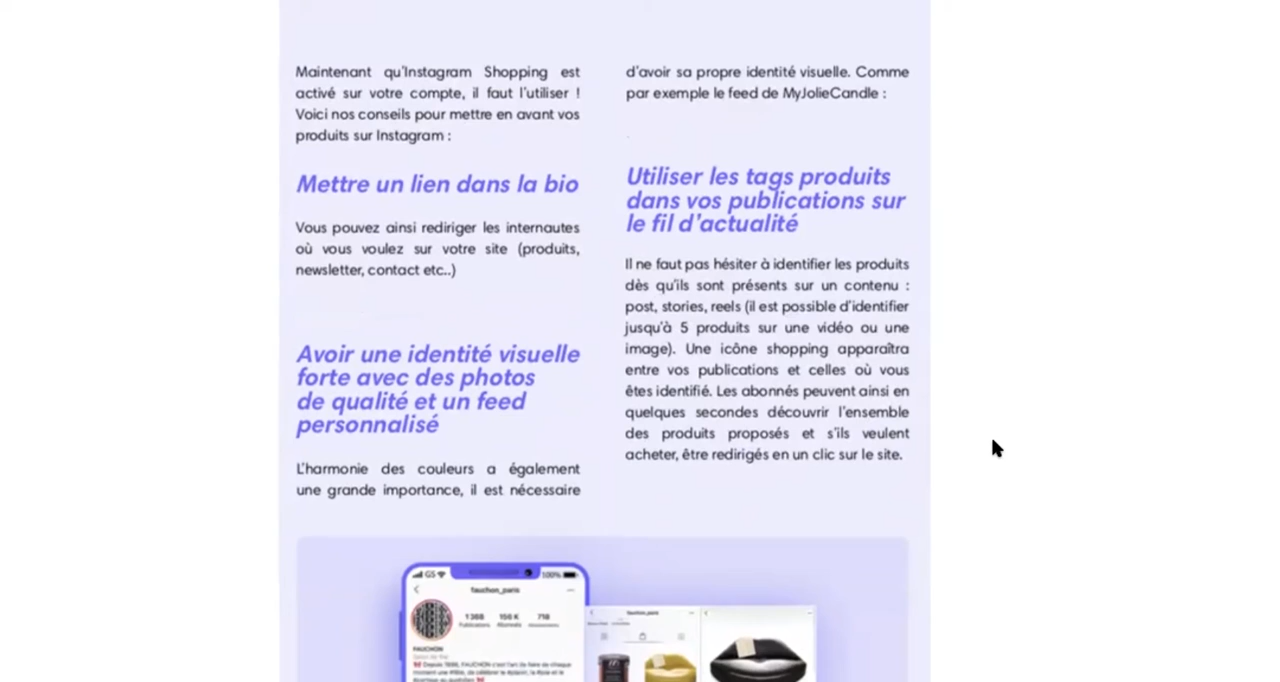 Maintenant qu'Instagram Shopping est
activé sur votre compte, il faut l'utiliser !
Voici nos conseils pour mettre en avant vos
produits sur Instagram :
Mettre un lien dans la bio
Vous pouvez ainsi rediriger les internautes
où vous voulez sur votre site (produits,
newsletter, contact etc..)
Avoir une identité visuelle
forte avec des photos
de qualité et un feed
personnalisé
L'harmonie des couleurs a également
une grande importance, il est nécessaire
d'avoir sa propre identité visuelle. Comme
par exemple le feed de MyJolieCandle :
Utiliser les tags produits
dans vos publications sur
le fil d'actualité
Il ne faut pas hésiter à identifier les produits
dès qu'ils sont présents sur un contenu :
post, stories, reels (il est possible d'identifier
jusqu'à 5 produits sur une vidéo ou une
image). Une icône shopping apparaîtra
entre vos publications et celles où vous
êtes identifié. Les abonnés peuvent ainsi en
quelques secondes découvrir l'ensemble
des produits proposés et s'ils veulent
acheter, être redirigés en un clic sur le site.
100%
fauchon_paris
FAUCHON
fauchon_paris